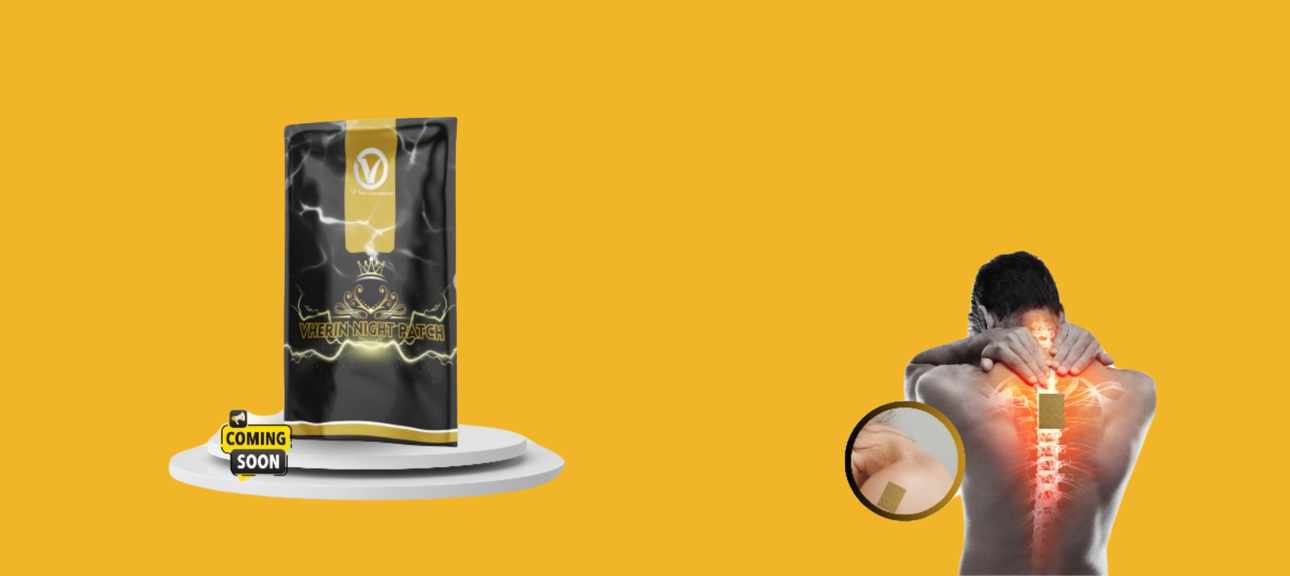 V
VHERIN NIGHT PATCH
COMING
SOON